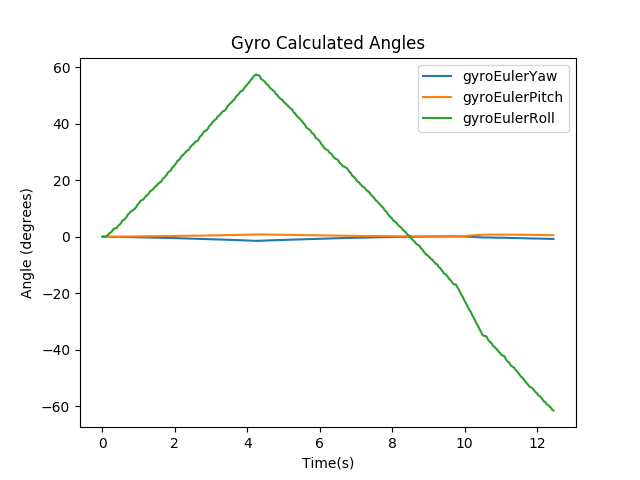 Gyro Calculated Angles
gyroEulerYaw
gyroEulerPitch
gyroEulerRoll
Angle (degrees)
60
40
20
0
−20
−40
−60
0 2 4 6 8 10 12
Time(s)